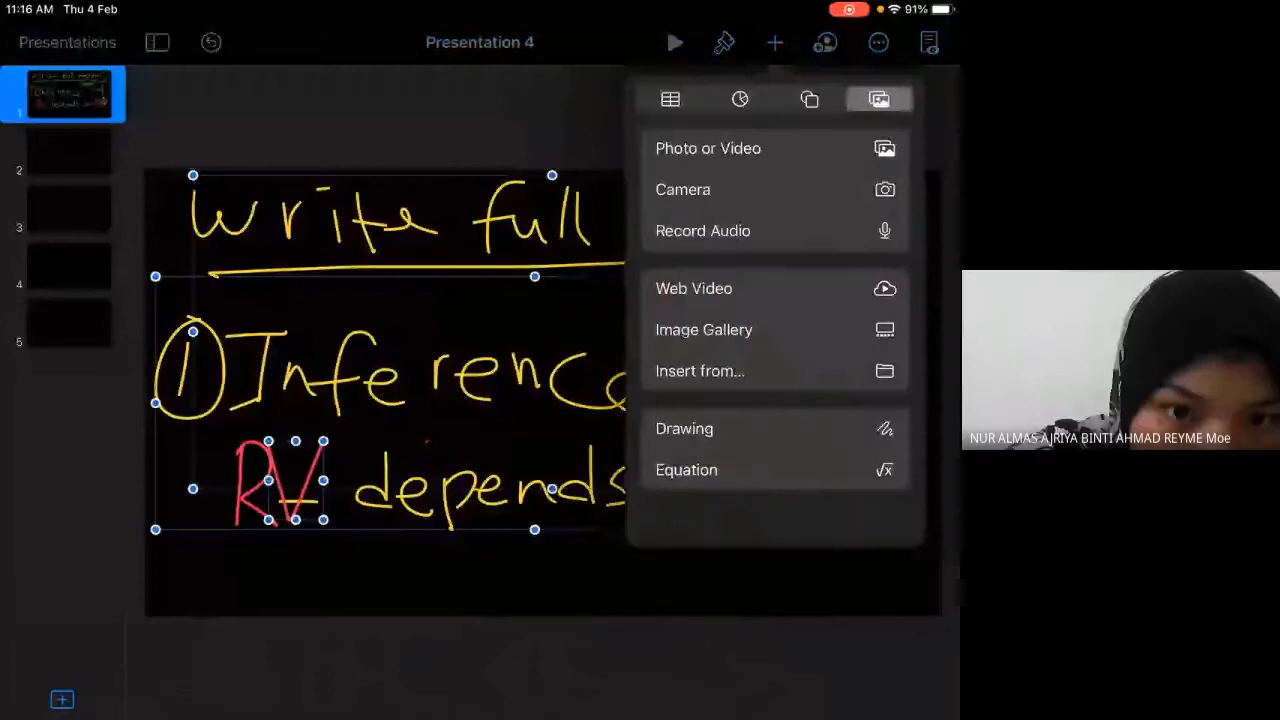 11:16 AM Thu 4 Feb
91%
Presentations
Presentation 4
1
2
3
4
5
Write full
① Inference
RV depends
Photo or Video
Camera
Record Audio
Web Video
Image Gallery
Insert from...
Drawing
Equation
NUR ALMAS AJRIYA BINTI AHMAD REYME Moe